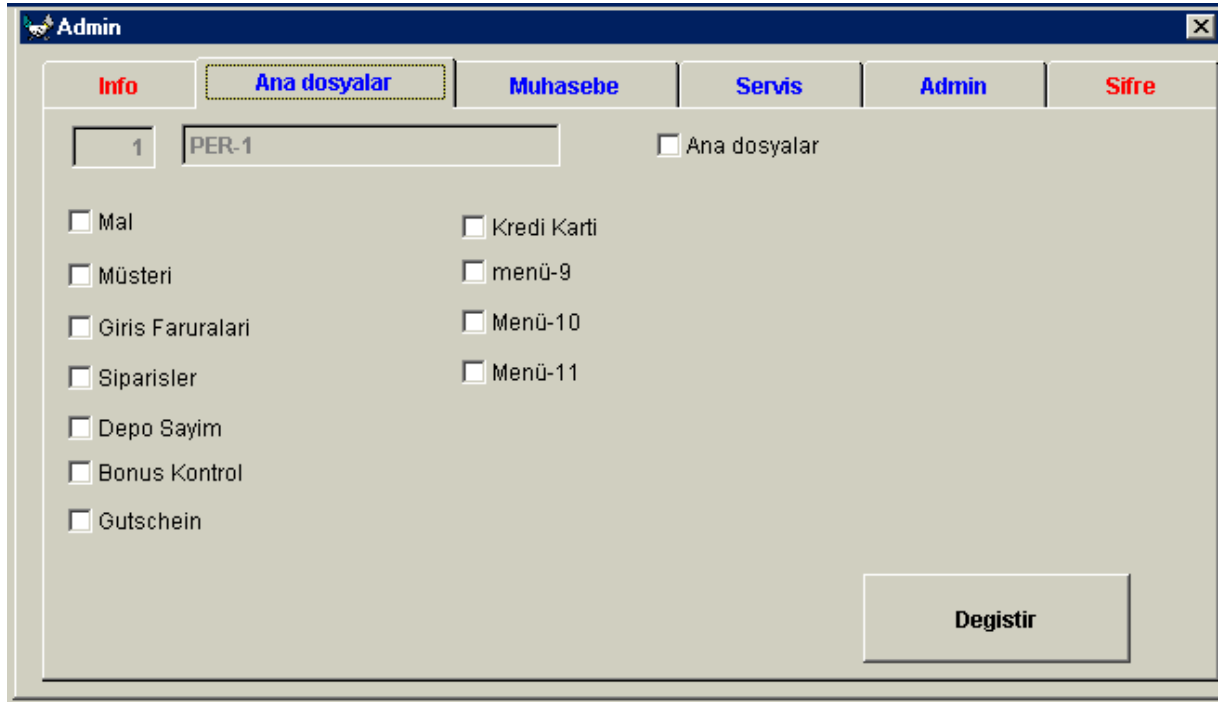 Admin
Info Ana dosyalar Muhasebe Servis Admin Sifre
1 PER-1 Ana dosyalar
Mal Kredi Karti
Müsteri menü-9
Giris Faruralari Menü-10
Siparisler Menü-11
Depo Sayim
Bonus Kontrol
Gutschein
Degistir